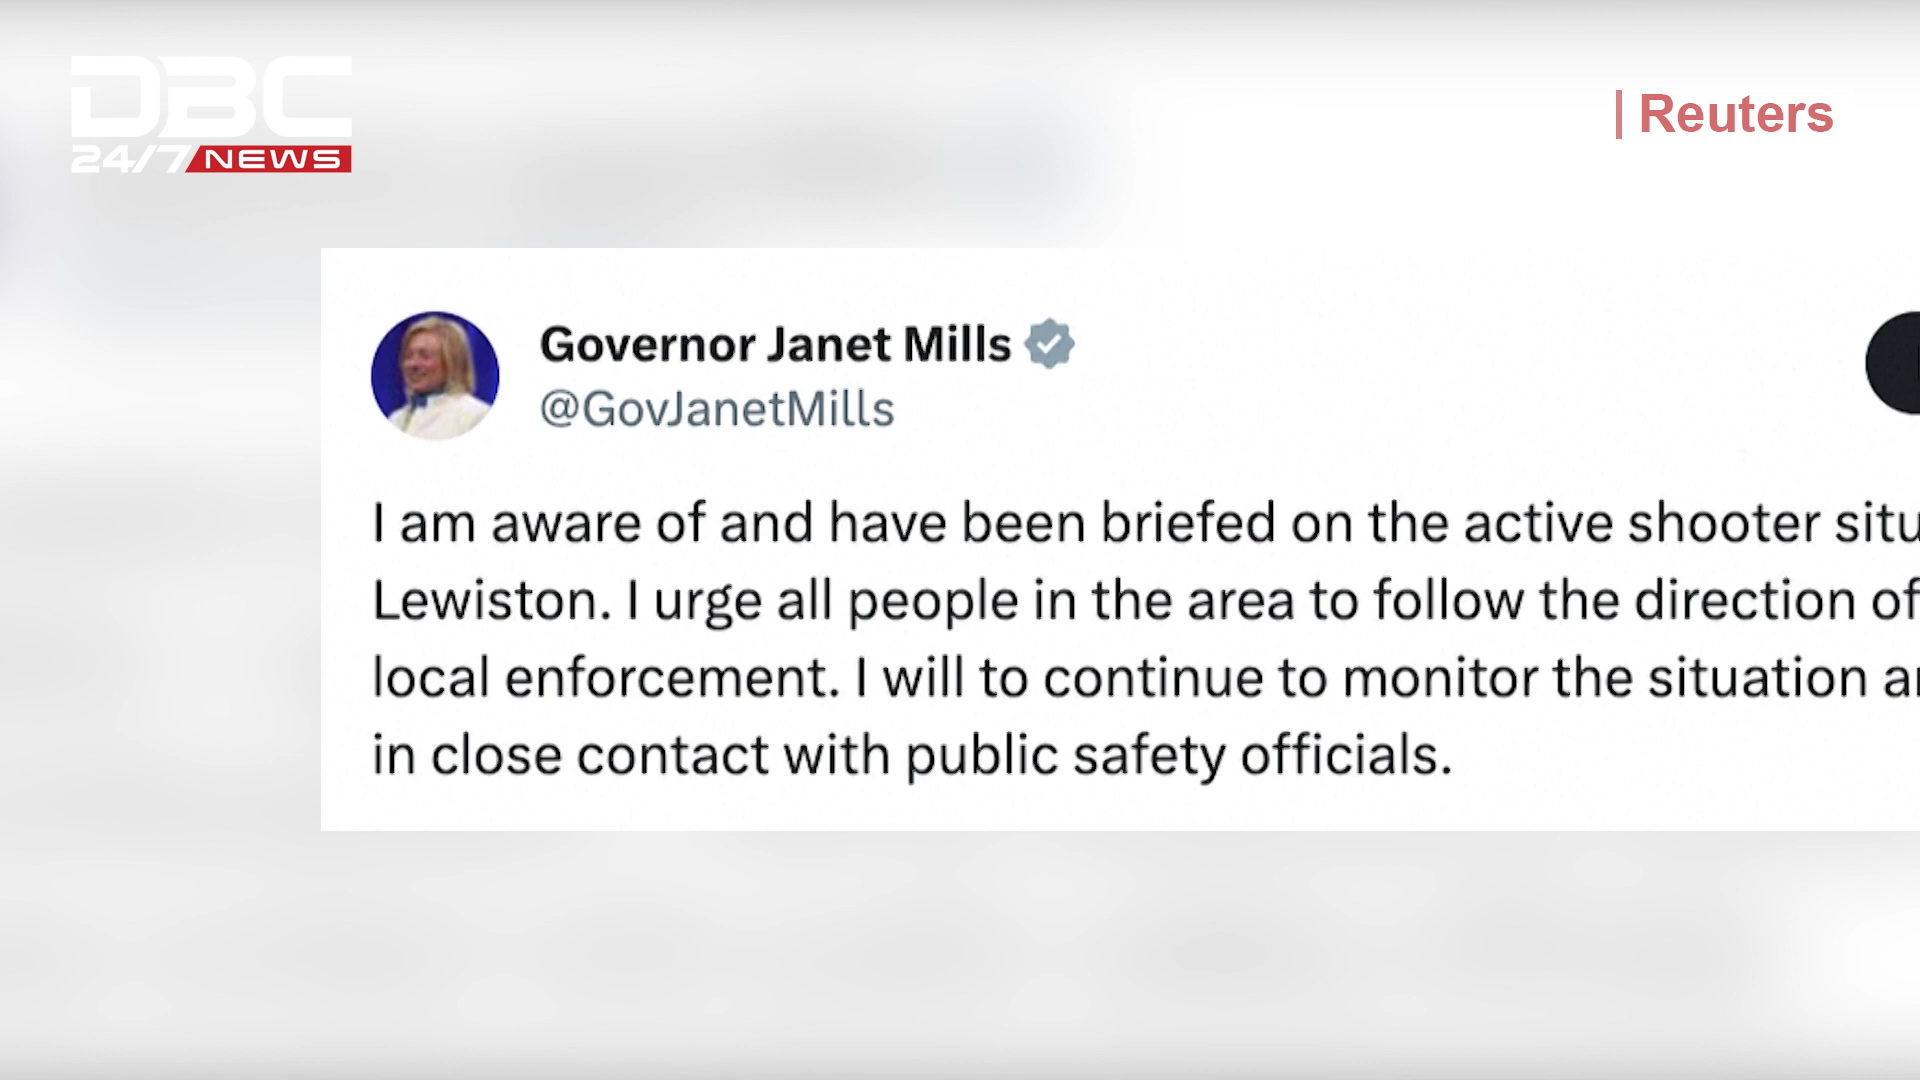 DBC
24/7 NEWS
| Reuters
Governor Janet Mills
@GovJanetMills
I am aware of and have been briefed on the active shooter situ
Lewiston. I urge all people in the area to follow the direction of
local enforcement. I will to continue to monitor the situation
in close contact with public safety officials.